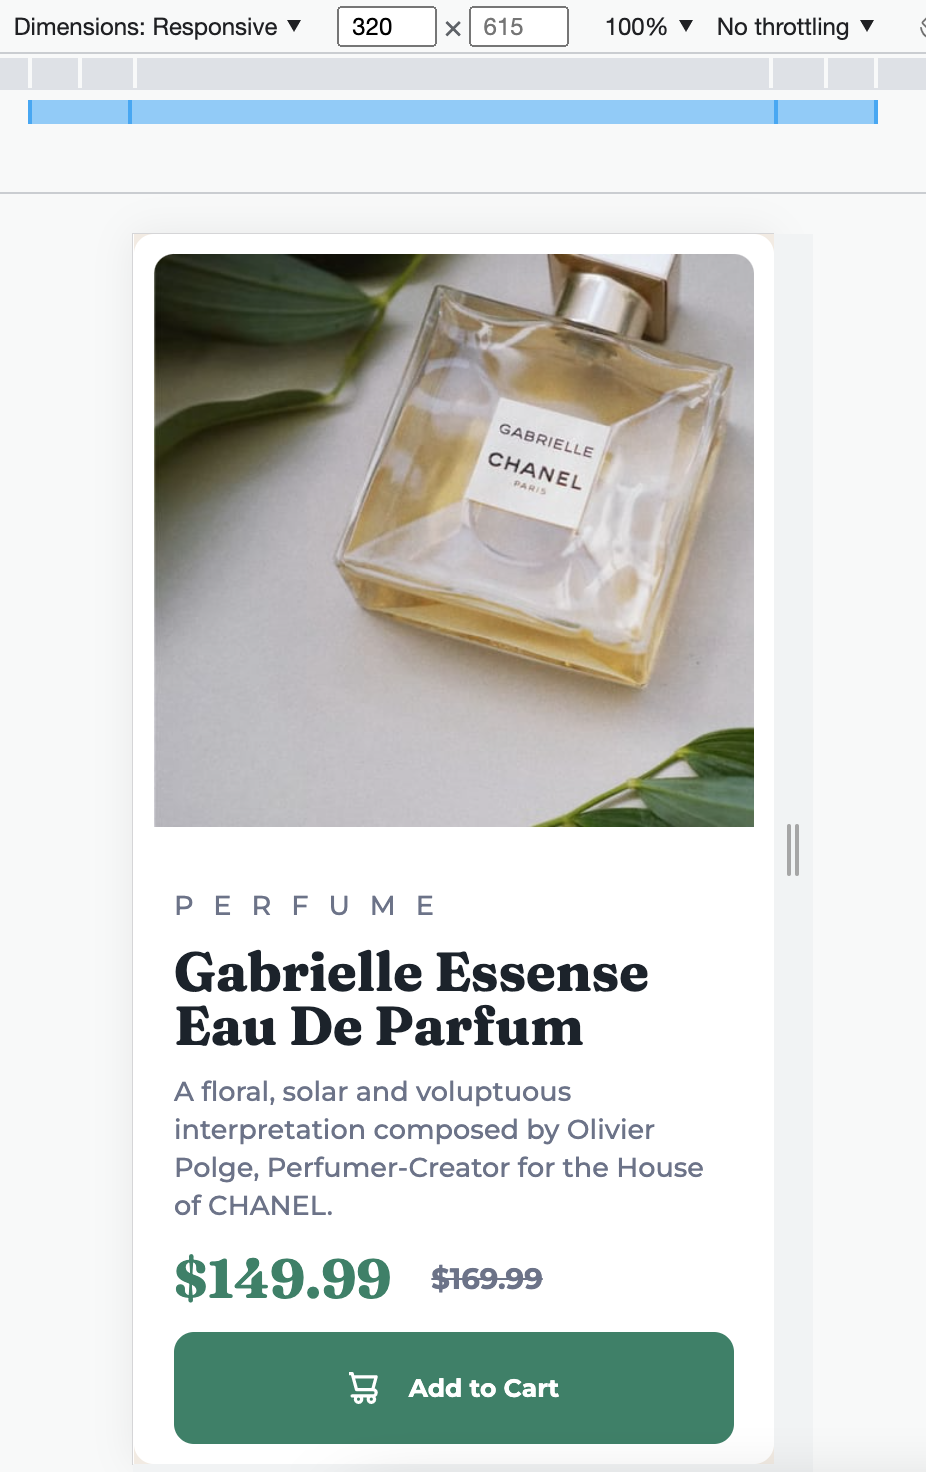 Dimensions: Responsive ▼ 320 × 615 100% ▼ No throttling ▼
GABRIELLE
CHANEL
PARIS
PERFUME
Gabrielle Essense
Eau De Parfum
A floral, solar and voluptuous
interpretation composed by Olivier
Polge, Perfumer-Creator for the House
of CHANEL.
$149.99 $169.99
Add to Cart